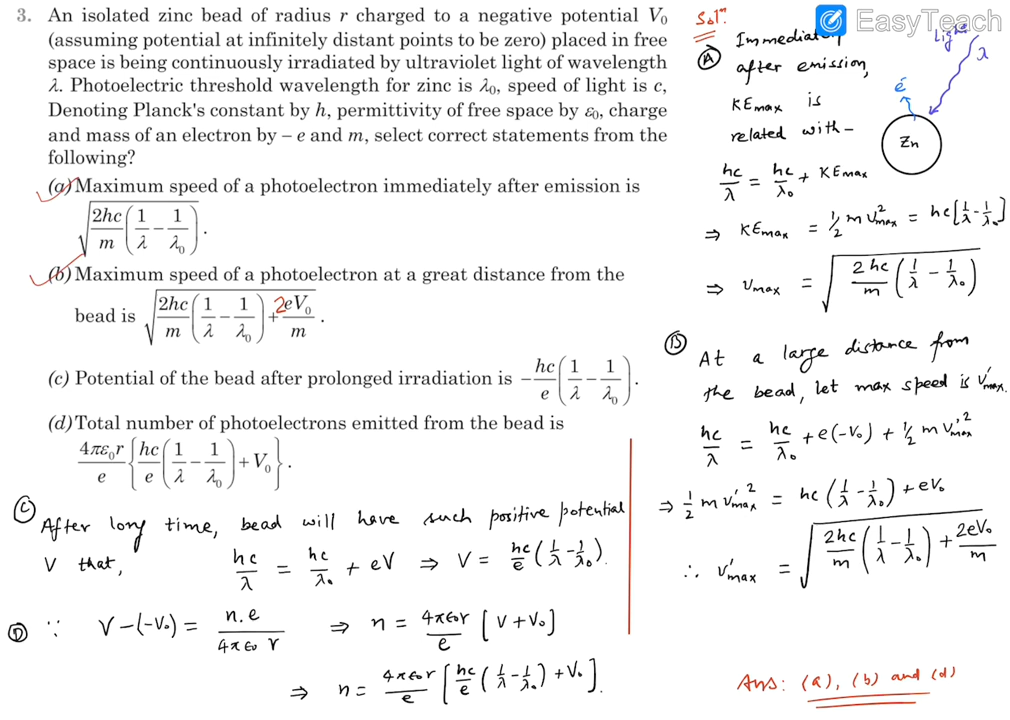 3. An isolated zinc bead of radius r charged to a negative potential V₀
(assuming potential at infinitely distant points to be zero) placed in free
space is being continuously irradiated by ultraviolet light of wavelength
λ. Photoelectric threshold wavelength for zinc is λ₀, speed of light is c,
Denoting Planck's constant by h, permittivity of free space by ε₀, charge
and mass of an electron by – e and m, select correct statements from the
following?
(a) Maximum speed of a photoelectron immediately after emission is
√(2hc/m (1/λ – 1/λ₀)).
(b) Maximum speed of a photoelectron at a great distance from the
bead is √(2hc/m (1/λ – 1/λ₀) + 2eV₀/m).
(c) Potential of the bead after prolonged irradiation is –hc/e (1/λ – 1/λ₀).
(d) Total number of photoelectrons emitted from the bead is
4πε₀r/e {hc/e (1/λ – 1/λ₀) + V₀}.
Ⓒ After long time, bead will have such positive potential
V that, hc/λ = hc/λ₀ + eV ⇒ V = hc/e (1/λ – 1/λ₀).
Ⓓ ∵ V–(–V₀) = n.e/4πε₀ r ⇒ n = 4πε₀r/e [V + V₀]
⇒ n = 4πε₀r/e [hc/e (1/λ – 1/λ₀) + V₀].
Solⁿ.
EasyTeach
Ⓐ Immediately
after emission,
KEmax is
related with–
hc/λ = hc/λ₀ + KEmax
⇒ KEmax = ½ m v²max = hc[1/λ – 1/λ₀]
⇒ vmax = √(2hc/m (1/λ – 1/λ₀))
Light
λ
é
Zn
Ⓑ At a large distance from
the bead, let max speed is v'max.
hc/λ = hc/λ₀ + e(–V₀) + ½ m v'max²
⇒ ½ m v'max² = hc (1/λ – 1/λ₀) + eV₀
∴ v'max = √(2hc/m (1/λ – 1/λ₀) + 2eV₀/m)
Ans: (a), (b) and (d)